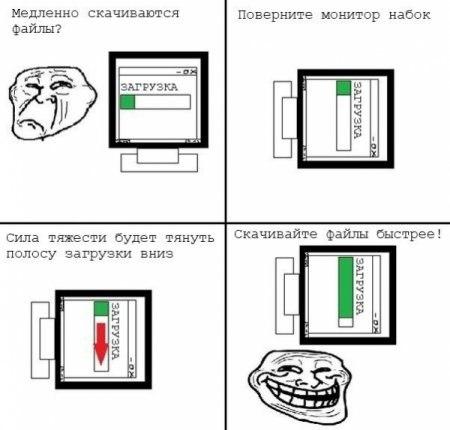 Медленно скачиваются
файлы?
ЗАГРУЗКА
Поверните монитор набок
ЗАГРУЗКА
Сила тяжести будет тянуть
полосу загрузки вниз
ЗАГРУЗКА
Скачивайте файлы быстрее!
ЗАГРУЗКА